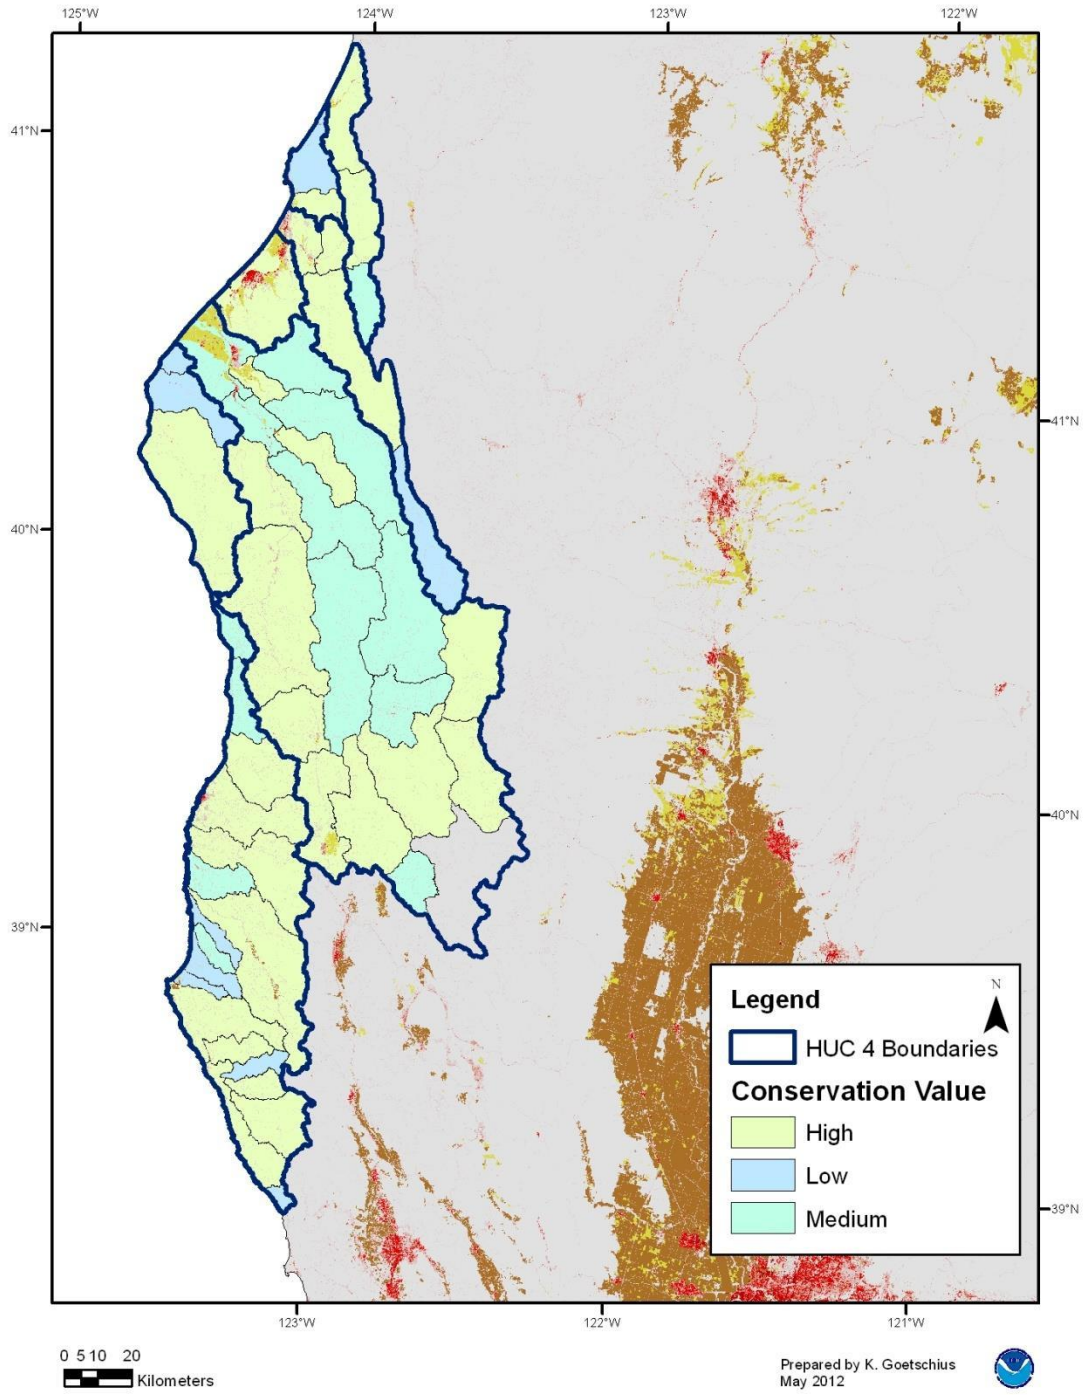 125°W 124°W 123°W 122°W
41°N
41°N
40°N
40°N
39°N
39°N
Legend
N
HUC 4 Boundaries
Conservation Value
High
Low
Medium
123°W 122°W 121°W
0 5 10 20
Kilometers
Prepared by K. Goetschius
May 2012